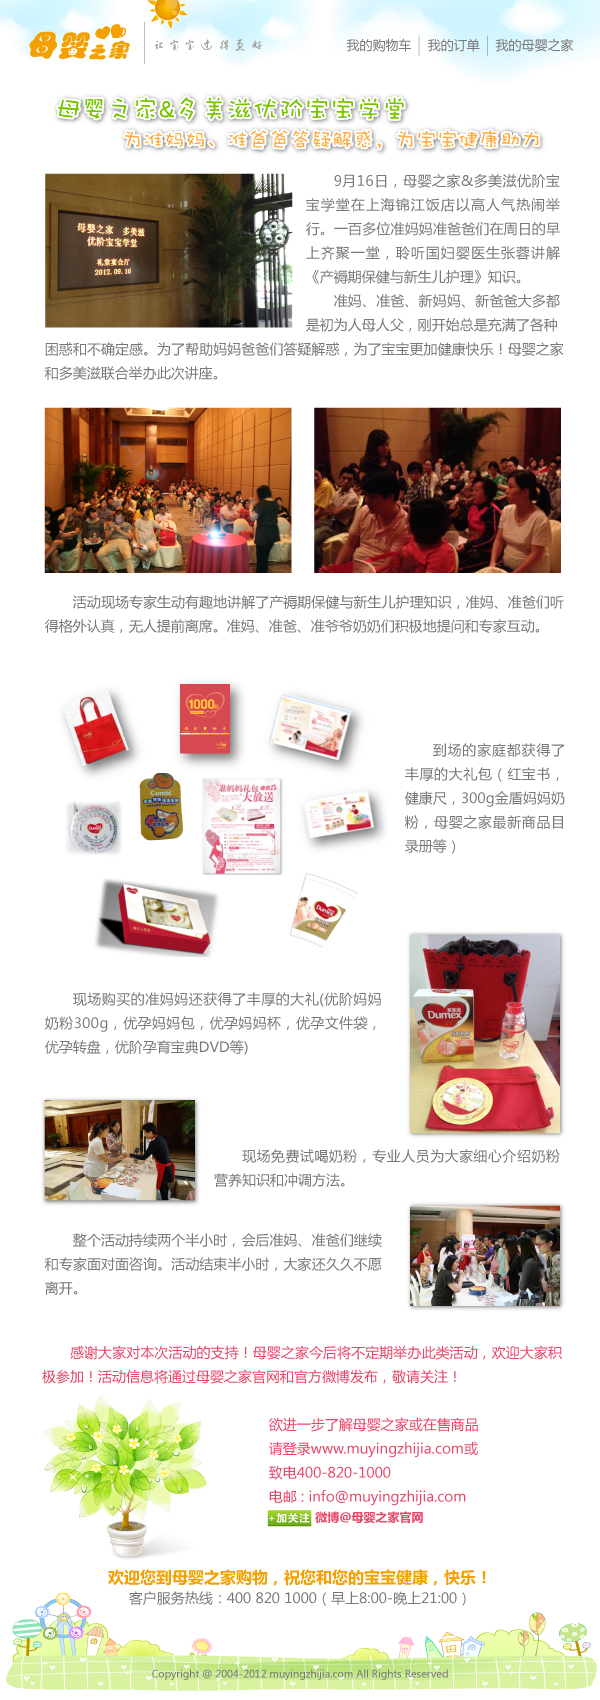 母婴之家
让宝宝过得更好
我的购物车 我的订单 我的母婴之家
母婴之家&多美滋优阶宝宝学堂
为准妈妈、准爸爸答疑解惑，为宝宝健康助力
母婴之家 多美滋
优阶宝宝学堂
礼堂宴会厅
2012.09.16
9月16日，母婴之家&多美滋优阶宝
宝学堂在上海锦江饭店以高人气热闹举
行。一百多位准妈妈准爸爸们在周日的早
上齐聚一堂，聆听国妇婴医生张蓉讲解
《产褥期保健与新生儿护理》知识。
准妈、准爸、新妈妈、新爸爸大多都
是初为人母人父，刚开始总是充满了各种
困惑和不确定感。为了帮助妈妈爸爸们答疑解惑，为了宝宝更加健康快乐！母婴之家
和多美滋联合举办此次讲座。
活动现场专家生动有趣地讲解了产褥期保健与新生儿护理知识，准妈、准爸们听
得格外认真，无人提前离席。准妈、准爸、准爷爷奶奶们积极地提问和专家互动。
1000日
Combi
准妈妈礼包
大放送
Dumex
Dumex
到场的家庭都获得了
丰厚的大礼包（红宝书，
健康尺，300g金盾妈妈奶
粉，母婴之家最新商品目
录册等）
Dumex
现场购买的准妈妈还获得了丰厚的大礼(优阶妈妈
奶粉300g，优孕妈妈包，优孕妈妈杯，优孕文件袋，
优孕转盘，优阶孕育宝典DVD等)
现场免费试喝奶粉，专业人员为大家细心介绍奶粉
营养知识和冲调方法。
整个活动持续两个半小时，会后准妈、准爸们继续
和专家面对面咨询。活动结束半小时，大家还久久不愿
离开。
感谢大家对本次活动的支持！母婴之家今后将不定期举办此类活动，欢迎大家积
极参加！活动信息将通过母婴之家官网和官方微博发布，敬请关注！
欲进一步了解母婴之家或在售商品
请登录www.muyingzhijia.com或
致电400-820-1000
电邮：info@muyingzhijia.com
+加关注 微博@母婴之家官网
欢迎您到母婴之家购物，祝您和您的宝宝健康，快乐！
客户服务热线：400 820 1000（早上8:00-晚上21:00）
Copyright @ 2004-2012 muyingzhijia.com All Rights Reserved